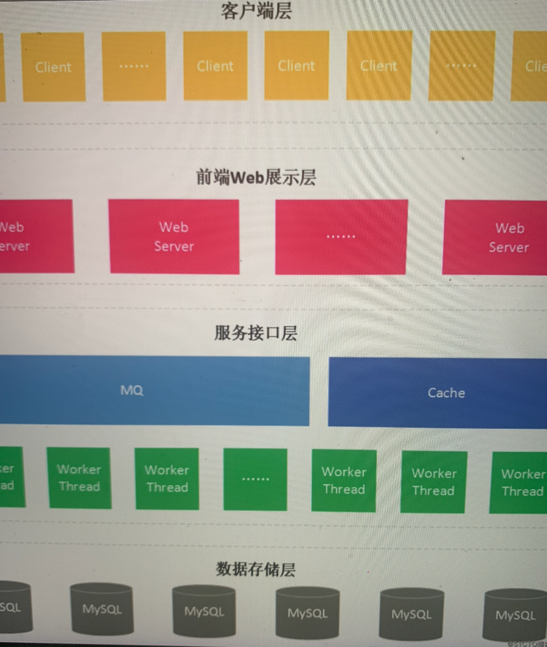 客户端层
Client
······
Client
Client
Client
······
Clie
前端Web展示层
Web
erver
Web
Server
······
Web
Server
服务接口层
MQ
Cache
er
ad
Worker
Thread
Worker
Thread
······
Worker
Thread
Worker
Thread
Worker
Thread
数据存储层
SQL
MySQL
MySQL
MySQL
MySQL
MySQL